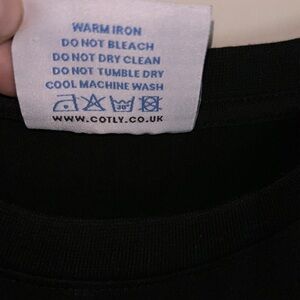 WARM IRON
DO NOT BLEACH
DO NOT DRY CLEAN
DO NOT TUMBLE DRY
COOL MACHINE WASH
30°
WWW.COTLY.CO.UK